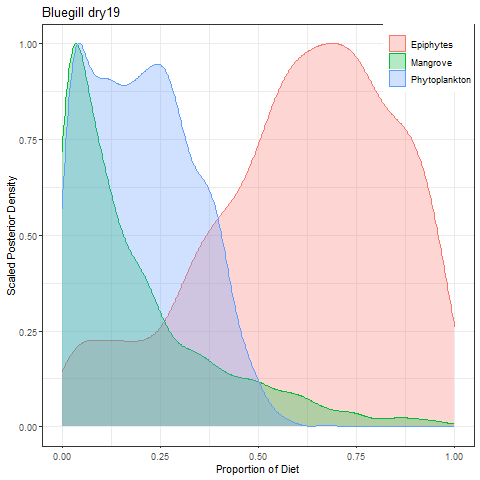 Bluegill dry19
Epiphytes
Mangrove
Phytoplankton
Scaled Posterior Density
1.00
0.75
0.50
0.25
0.00
0.00 0.25 0.50 0.75 1.00
Proportion of Diet